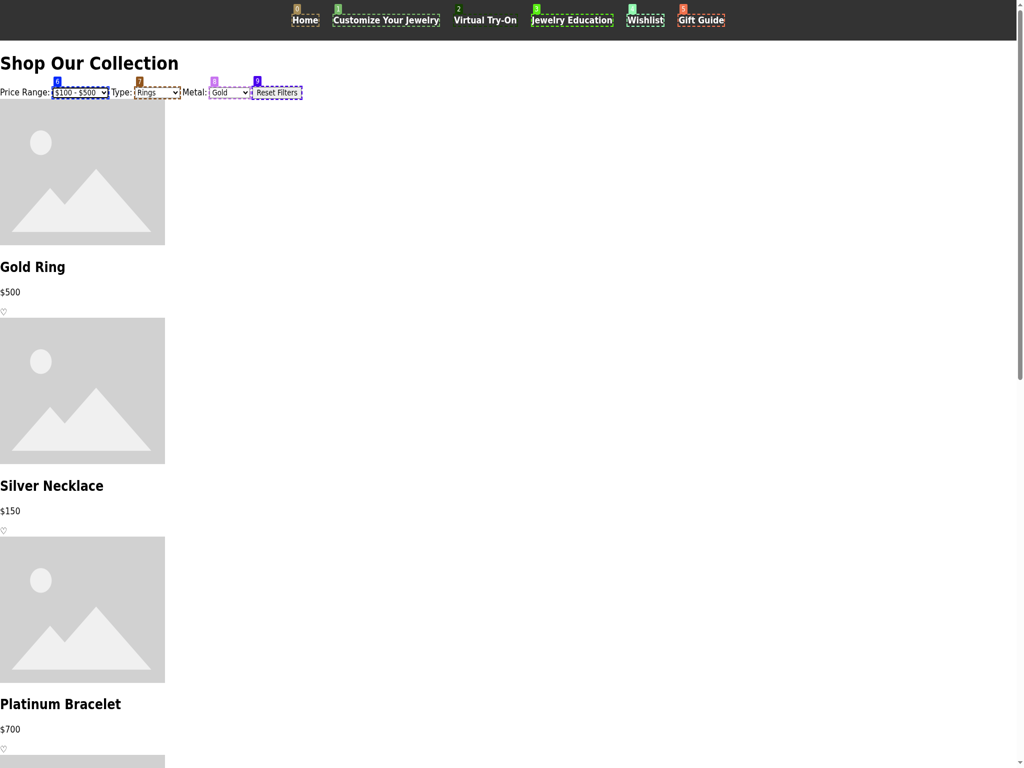 0 1 2 3 4 5
Home Customize Your Jewelry Virtual Try-On Jewelry Education Wishlist Gift Guide
Shop Our Collection
6 7 8 9
Price Range: $100 - $500 Type: Rings Metal: Gold Reset Filters
Gold Ring
$500
♡
Silver Necklace
$150
♡
Platinum Bracelet
$700
♡